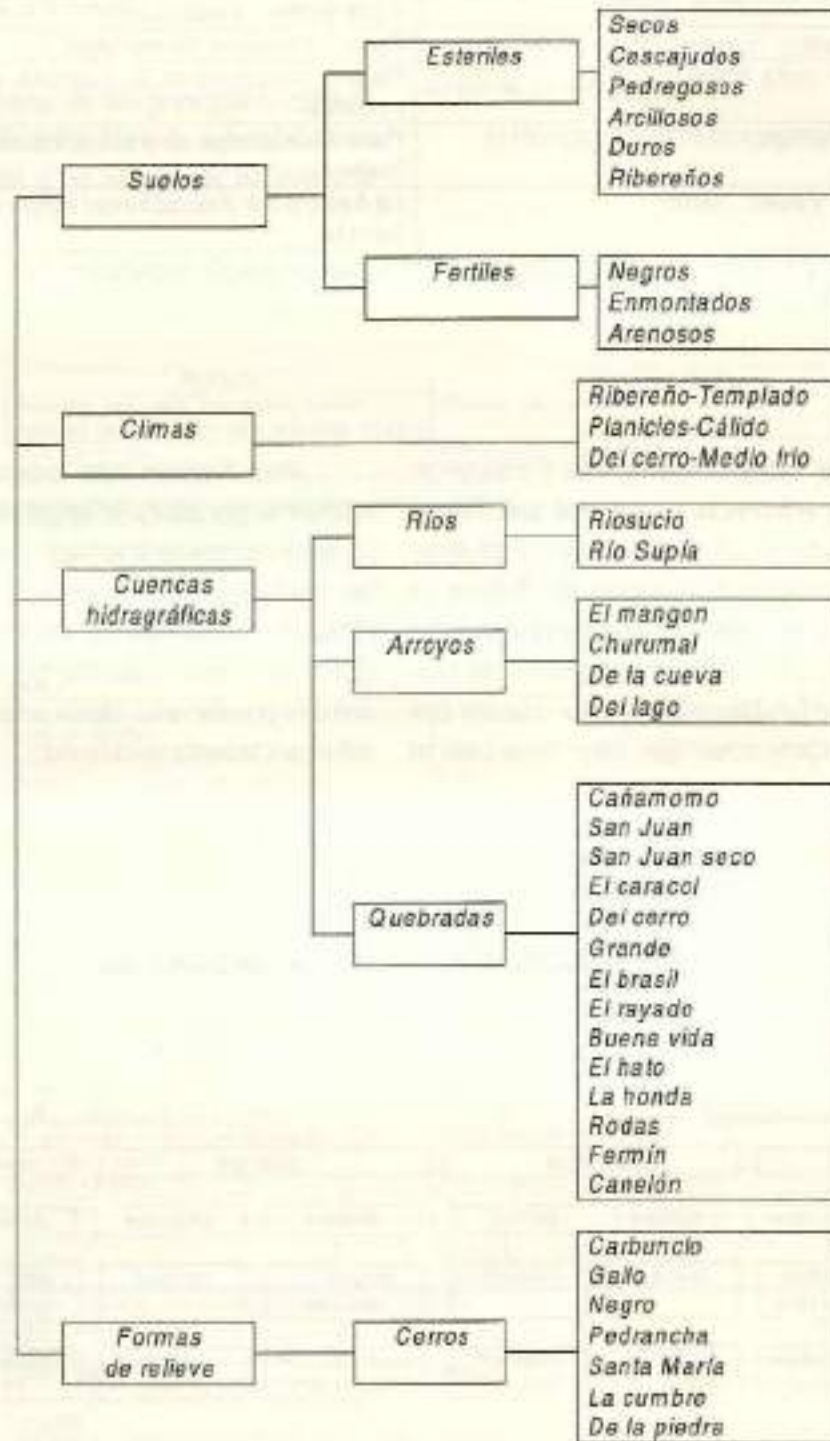 Suelos
Esteriles
Secos
Cascajudos
Pedregosos
Arcillosos
Duros
Ribereños
Fertiles
Negros
Enmontados
Arenosos
Climas
Ribereño-Templado
Planicies-Cálido
Del cerro-Medio frío
Cuencas
hidragráficas
Ríos
Riosucio
Río Supía
Arroyos
El mangon
Churumal
De la cueva
Del lago
Quebradas
Cañamomo
San Juan
San Juan seco
El caracol
Del cerro
Grande
El brasil
El rayado
Buena vida
El hato
La honda
Rodas
Fermín
Canelón
Formas
de relieve
Cerros
Carbunclo
Gallo
Negro
Pedrancha
Santa María
La cumbre
De la piedra